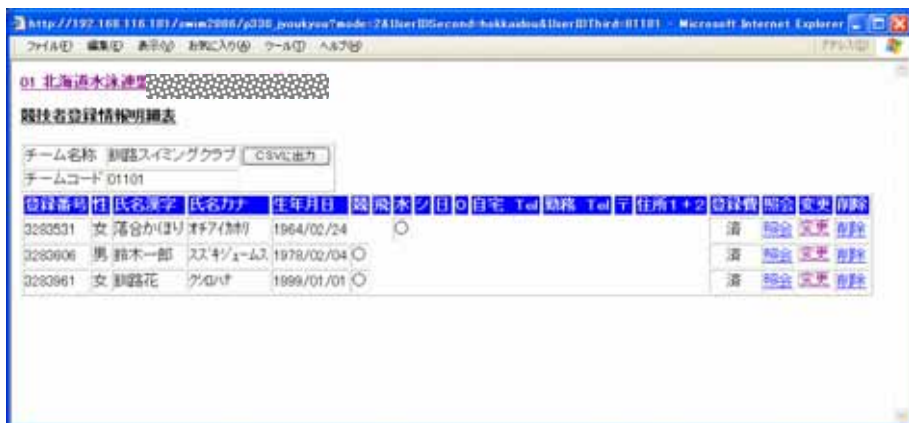 http://192.168.116.181/swim2006/p330_jyoukyou?mode=2&UserIDSecond=hokkaidou&UserIDThird=01101 - Microsoft Internet Explorer
ファイル(F) 編集(E) 表示(V) お気に入り(A) ツール(T) ヘルプ(H) アドレス(D)
01 北海道水泳連盟
競技者登録情報明細表
チーム名称 釧路スイミングクラブ CSVに出力
チームコード 01101
登録番号 性 氏名漢字 氏名カナ 生年月日 競 飛 水 シ 日 O 自宅 Tel 勤務 Tel 〒 住所1+2 登録費 照会 変更 削除
3283531 女 落合かほり オチアイカホリ 1964/02/24 ○ 済 照会 変更 削除
3283606 男 鈴木一郎 スズキジェームス 1978/02/04 ○ 済 照会 変更 削除
3283961 女 釧路花 クシロハナ 1999/01/01 ○ 済 照会 変更 削除